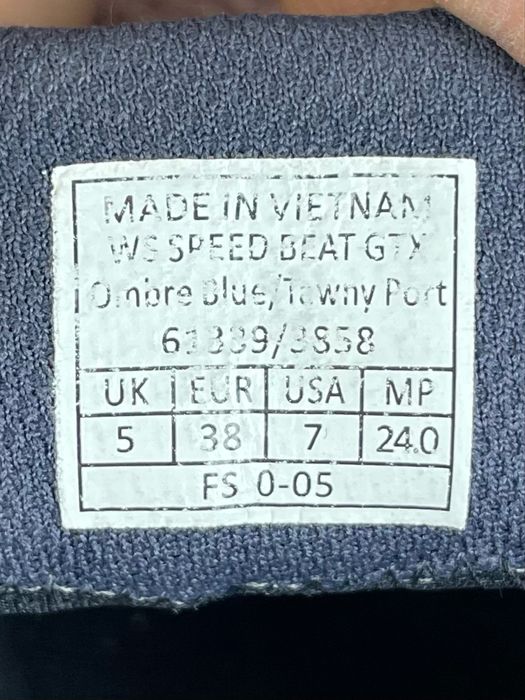 MADE IN VIETNAM
WS SPEED BEAT GTX
Ombre Blue/Tawny Port
61339/3858
UK EUR USA MP
5 38 7 24.0
FS 0-05